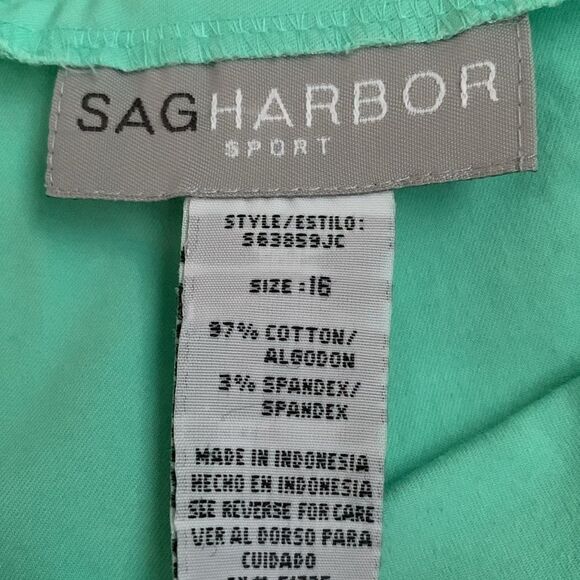 SAGHARBOR
SPORT
STYLE/ESTILO:
S63859JC
SIZE :16
97% COTTON/
ALGODON
3% SPANDEX/
SPANDEX
MADE IN INDONESIA
HECHO EN INDONESIA
SEE REVERSE FOR CARE
VER AL DORSO PARA
CUIDADO